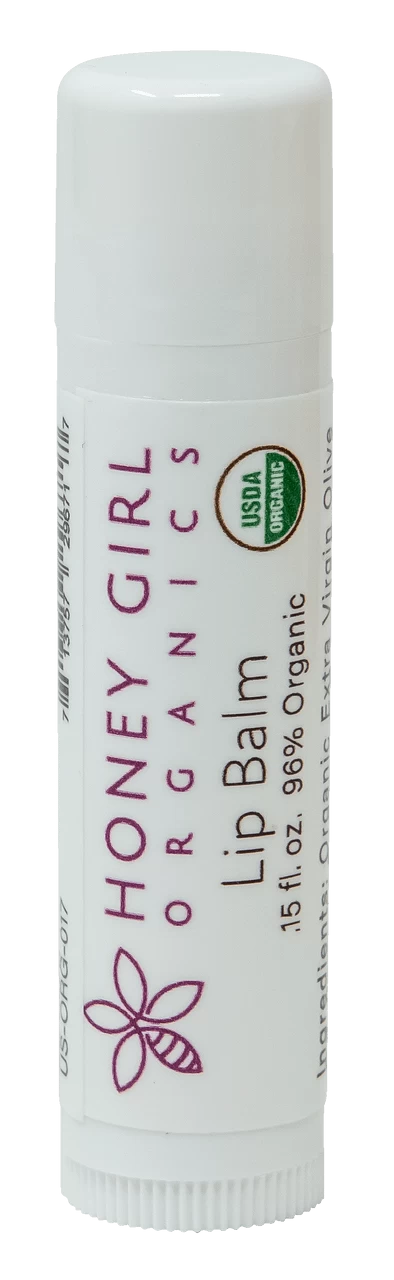 US-ORG-017
HONEY GIRL
ORGANICS
USDA
ORGANIC
Lip Balm
.15 fl. oz. 96% Organic
Ingredients: Organic Extra Virgin Olive